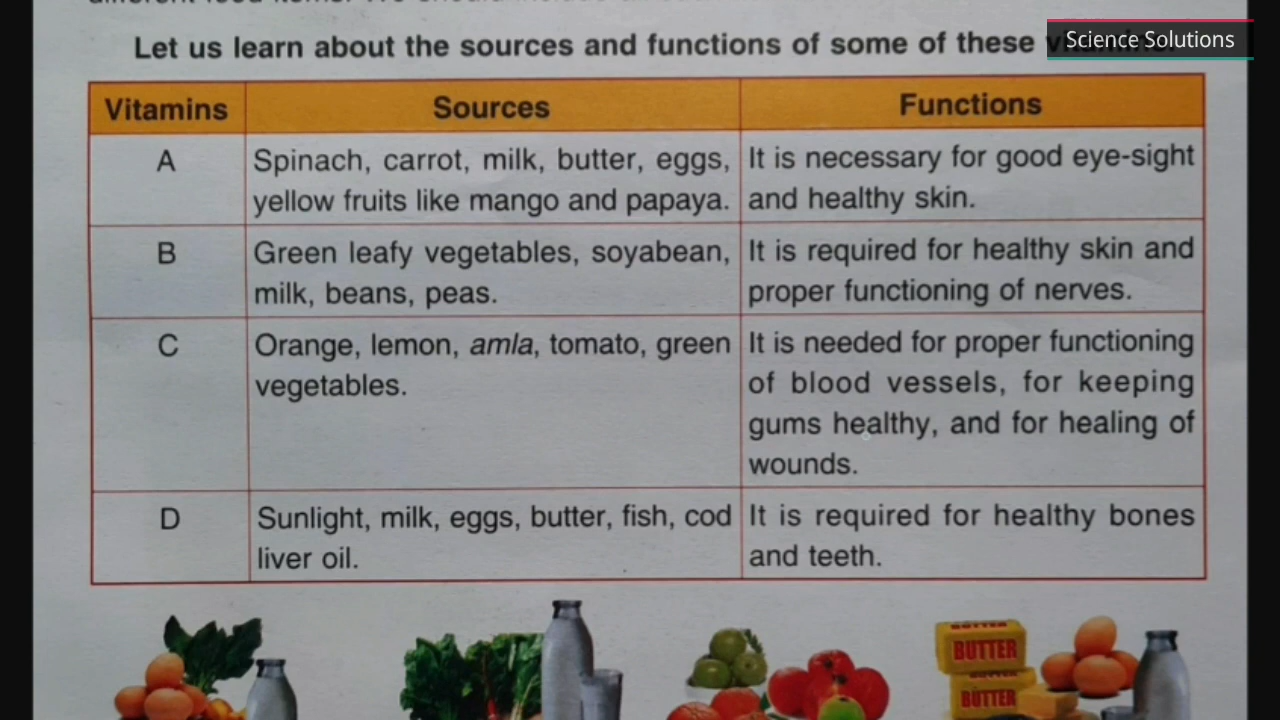 Let us learn about the sources and functions of some of these
Science Solutions
Vitamins Sources Functions
A Spinach, carrot, milk, butter, eggs, It is necessary for good eye-sight
yellow fruits like mango and papaya. and healthy skin.
B Green leafy vegetables, soyabean, It is required for healthy skin and
milk, beans, peas. proper functioning of nerves.
C Orange, lemon, amla, tomato, green It is needed for proper functioning
vegetables. of blood vessels, for keeping
gums healthy, and for healing of
wounds.
D Sunlight, milk, eggs, butter, fish, cod It is required for healthy bones
liver oil. and teeth.
BUTTER
BUTTER
BUTTER
BUTTER